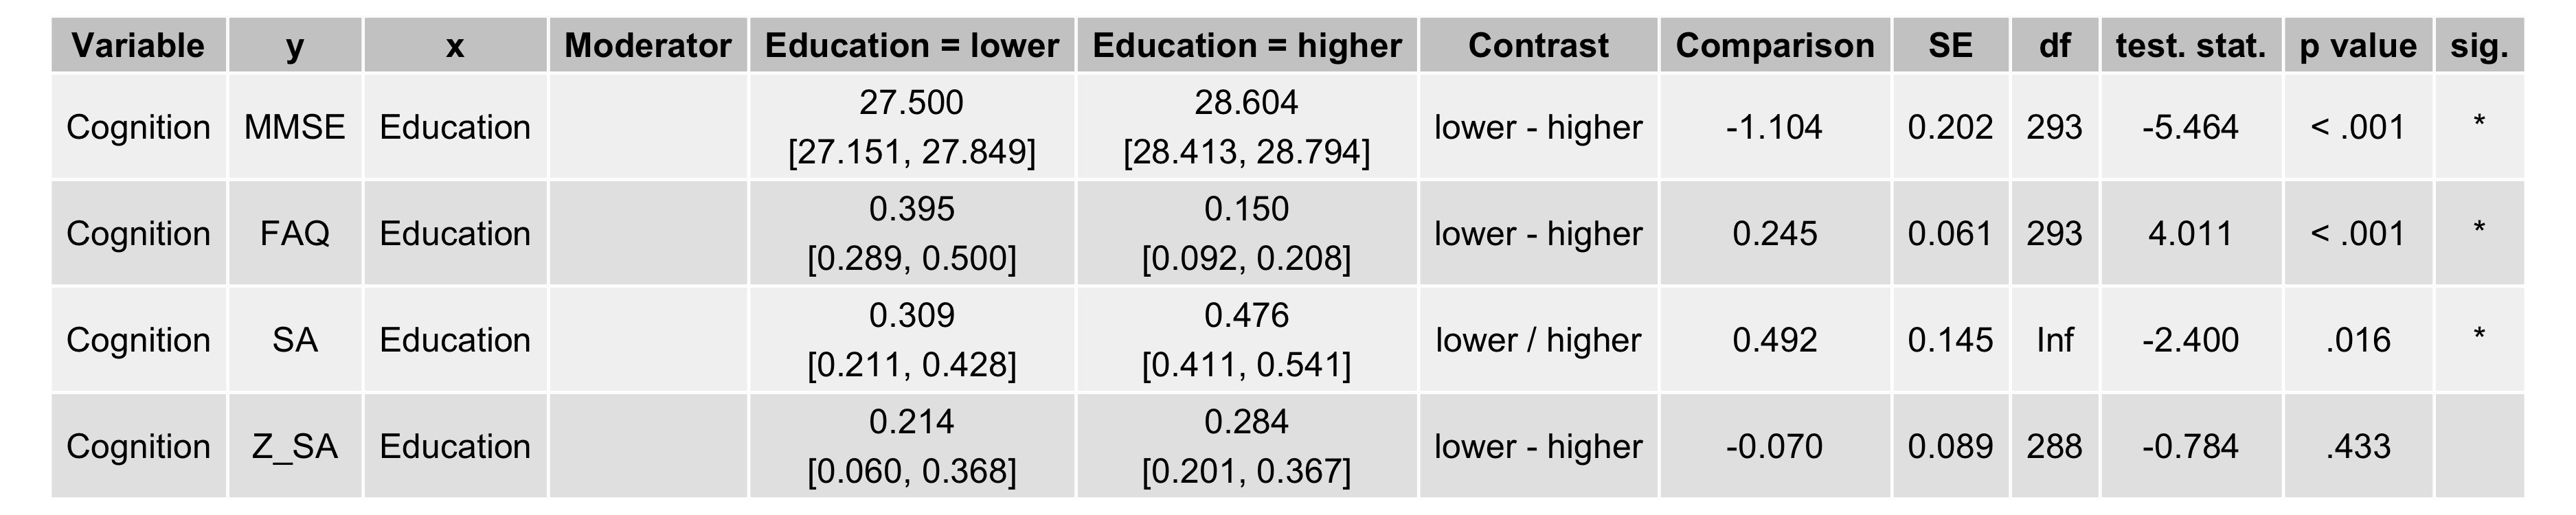 Variable y x Moderator Education = lower Education = higher Contrast Comparison SE df test. stat. p value sig.
27.500 28.604
Cognition MMSE Education lower - higher -1.104 0.202 293 -5.464 < .001 *
[27.151, 27.849] [28.413, 28.794]
0.395 0.150
Cognition FAQ Education lower - higher 0.245 0.061 293 4.011 < .001 *
[0.289, 0.500] [0.092, 0.208]
0.309 0.476
Cognition SA Education lower / higher 0.492 0.145 Inf -2.400 .016 *
[0.211, 0.428] [0.411, 0.541]
0.214 0.284
Cognition Z_SA Education lower - higher -0.070 0.089 288 -0.784 .433
[0.060, 0.368] [0.201, 0.367]